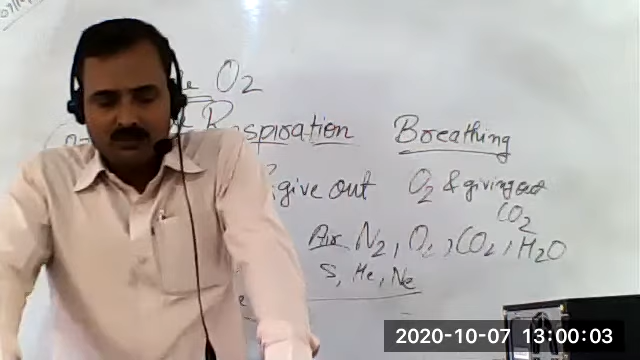 O2
Respiration Breathing
; give out O2 & giving out
CO2
Air N2, O2, CO2, H2O
S, He, Ne
2020-10-07 13:00:03